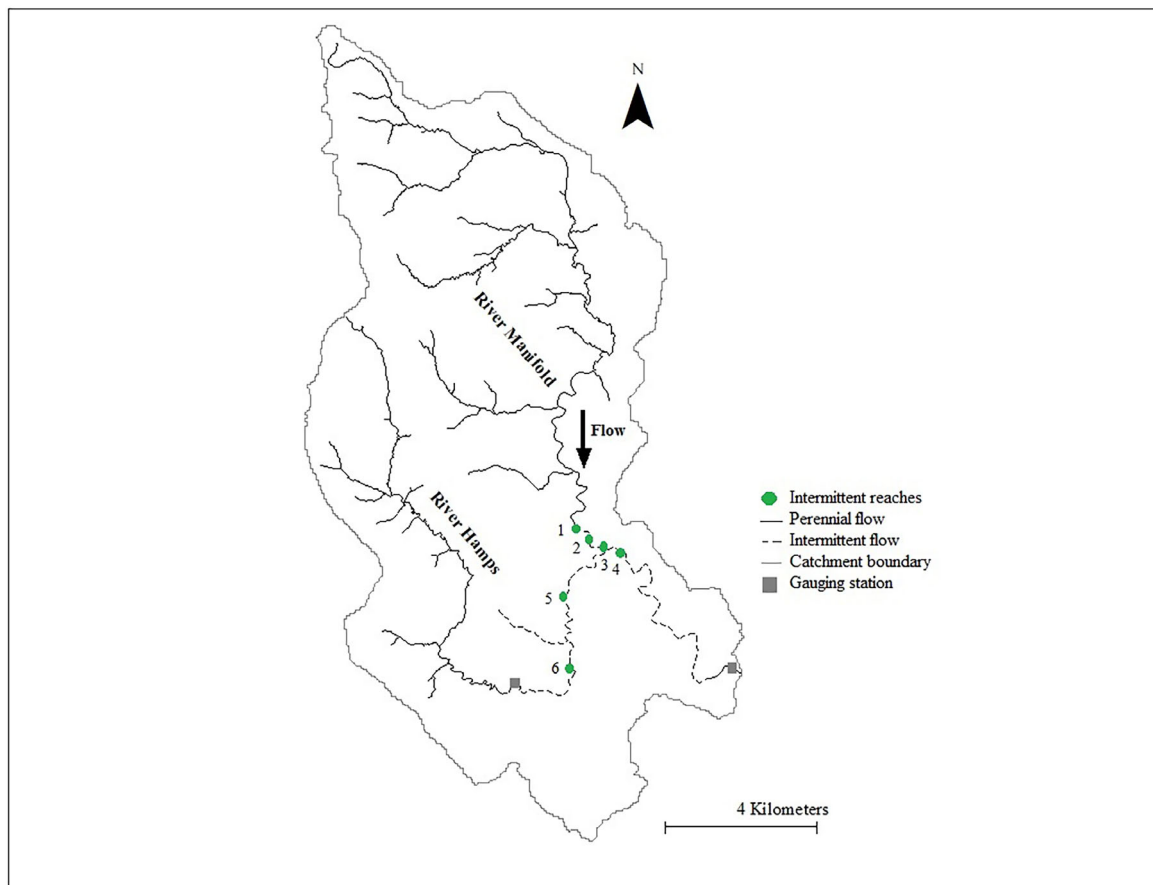 N
River Manifold
Flow
River Hamps
1
2
3
4
5
6
Intermittent reaches
Perennial flow
Intermittent flow
Catchment boundary
Gauging station
4 Kilometers